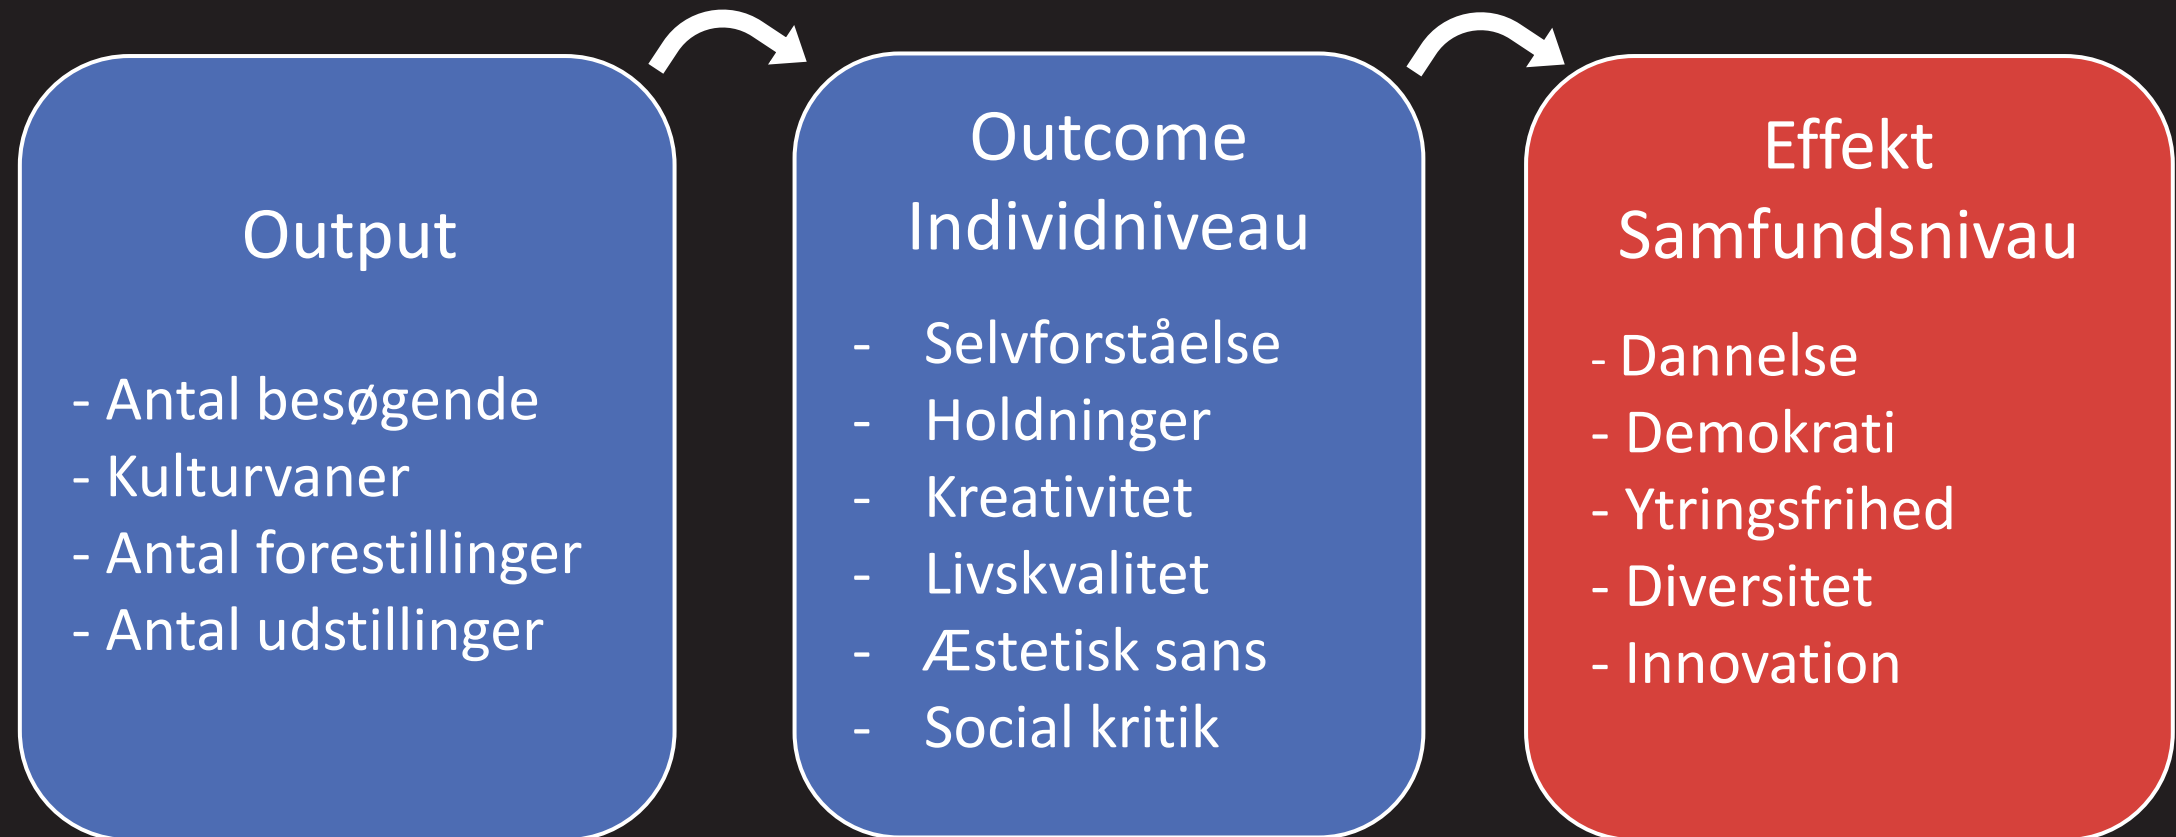 Output
- Antal besøgende
- Kulturvaner
- Antal forestillinger
- Antal udstillinger
Outcome
Individniveau
- Selvforståelse
- Holdninger
- Kreativitet
- Livskvalitet
- Æstetisk sans
- Social kritik
Effekt
Samfundsnivau
- Dannelse
- Demokrati
- Ytringsfrihed
- Diversitet
- Innovation